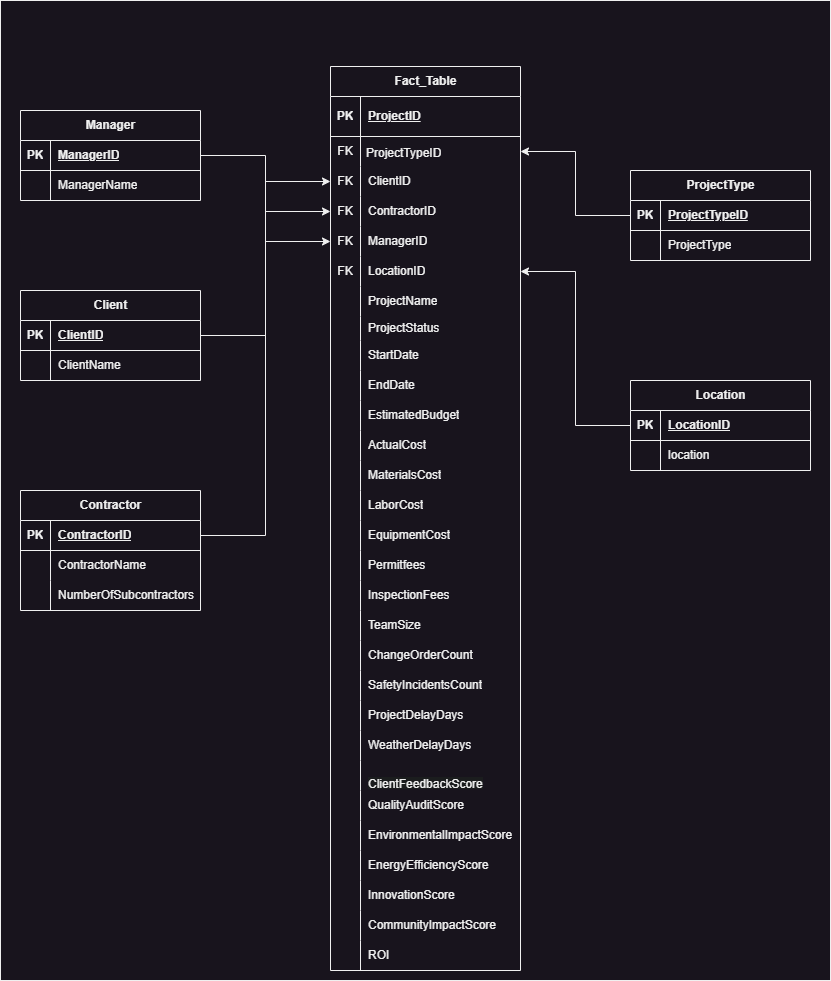 Fact_Table
PK ProjectID
FK ProjectTypeID
FK ClientID
FK ContractorID
FK ManagerID
FK LocationID
ProjectName
ProjectStatus
StartDate
EndDate
EstimatedBudget
ActualCost
MaterialsCost
LaborCost
EquipmentCost
Permitfees
InspectionFees
TeamSize
ChangeOrderCount
SafetyIncidentsCount
ProjectDelayDays
WeatherDelayDays
ClientFeedbackScore
QualityAuditScore
EnvironmentalImpactScore
EnergyEfficiencyScore
InnovationScore
CommunityImpactScore
ROI
Manager
PK ManagerID
ManagerName
Client
PK ClientID
ClientName
Contractor
PK ContractorID
ContractorName
NumberOfSubcontractors
ProjectType
PK ProjectTypeID
ProjectType
Location
PK LocationID
location